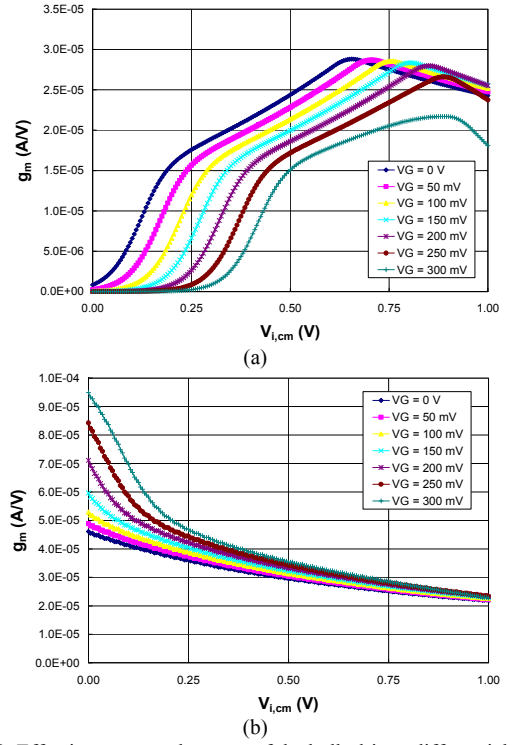 3.5E-05
3.0E-05
2.5E-05
2.0E-05
1.5E-05
1.0E-05
5.0E-06
0.0E+00
gm (A/V)
VG = 0 V
VG = 50 mV
VG = 100 mV
VG = 150 mV
VG = 200 mV
VG = 250 mV
VG = 300 mV
0.00 0.25 0.50 0.75 1.00
Vi,cm (V)
(a)
1.0E-04
9.0E-05
8.0E-05
7.0E-05
6.0E-05
5.0E-05
4.0E-05
3.0E-05
2.0E-05
1.0E-05
0.0E+00
gm (A/V)
VG = 0 V
VG = 50 mV
VG = 100 mV
VG = 150 mV
VG = 200 mV
VG = 250 mV
VG = 300 mV
0.00 0.25 0.50 0.75 1.00
Vi,cm (V)
(b)